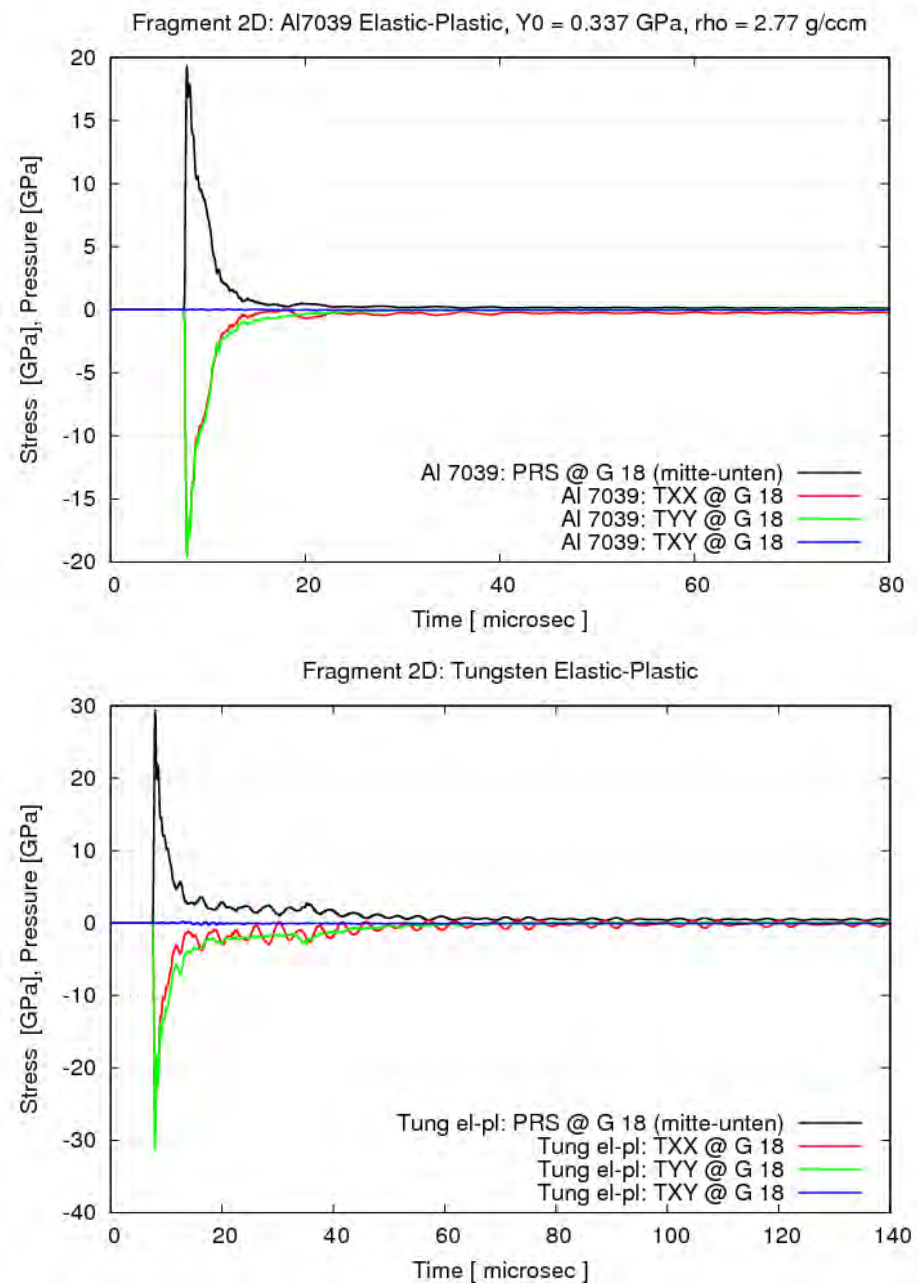 Fragment 2D: Al7039 Elastic-Plastic, Y0 = 0.337 GPa, rho = 2.77 g/ccm
20
15
10
5
0
-5
-10
-15
-20
Stress [GPa], Pressure [GPa]
Al 7039: PRS @ G 18 (mitte-unten)
Al 7039: TXX @ G 18
Al 7039: TYY @ G 18
Al 7039: TXY @ G 18
0 20 40 60 80
Time [ microsec ]
Fragment 2D: Tungsten Elastic-Plastic
30
20
10
0
-10
-20
-30
-40
Stress [GPa], Pressure [GPa]
Tung el-pl: PRS @ G 18 (mitte-unten)
Tung el-pl: TXX @ G 18
Tung el-pl: TYY @ G 18
Tung el-pl: TXY @ G 18
0 20 40 60 80 100 120 140
Time [ microsec ]